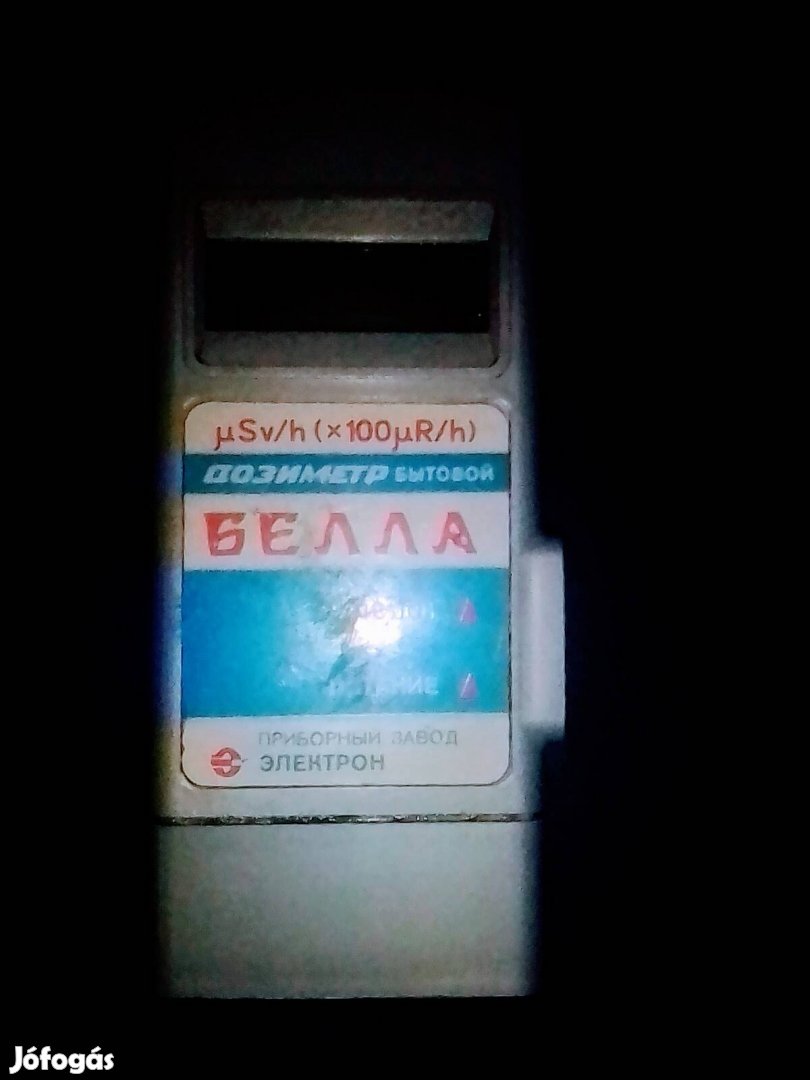 µSv/h (×100µR/h)
ДОЗИМЕТР БЫТОВОЙ
БЕЛЛА
ПРИБОРНЫЙ ЗАВОД
ЭЛЕКТРОН
Jófogás